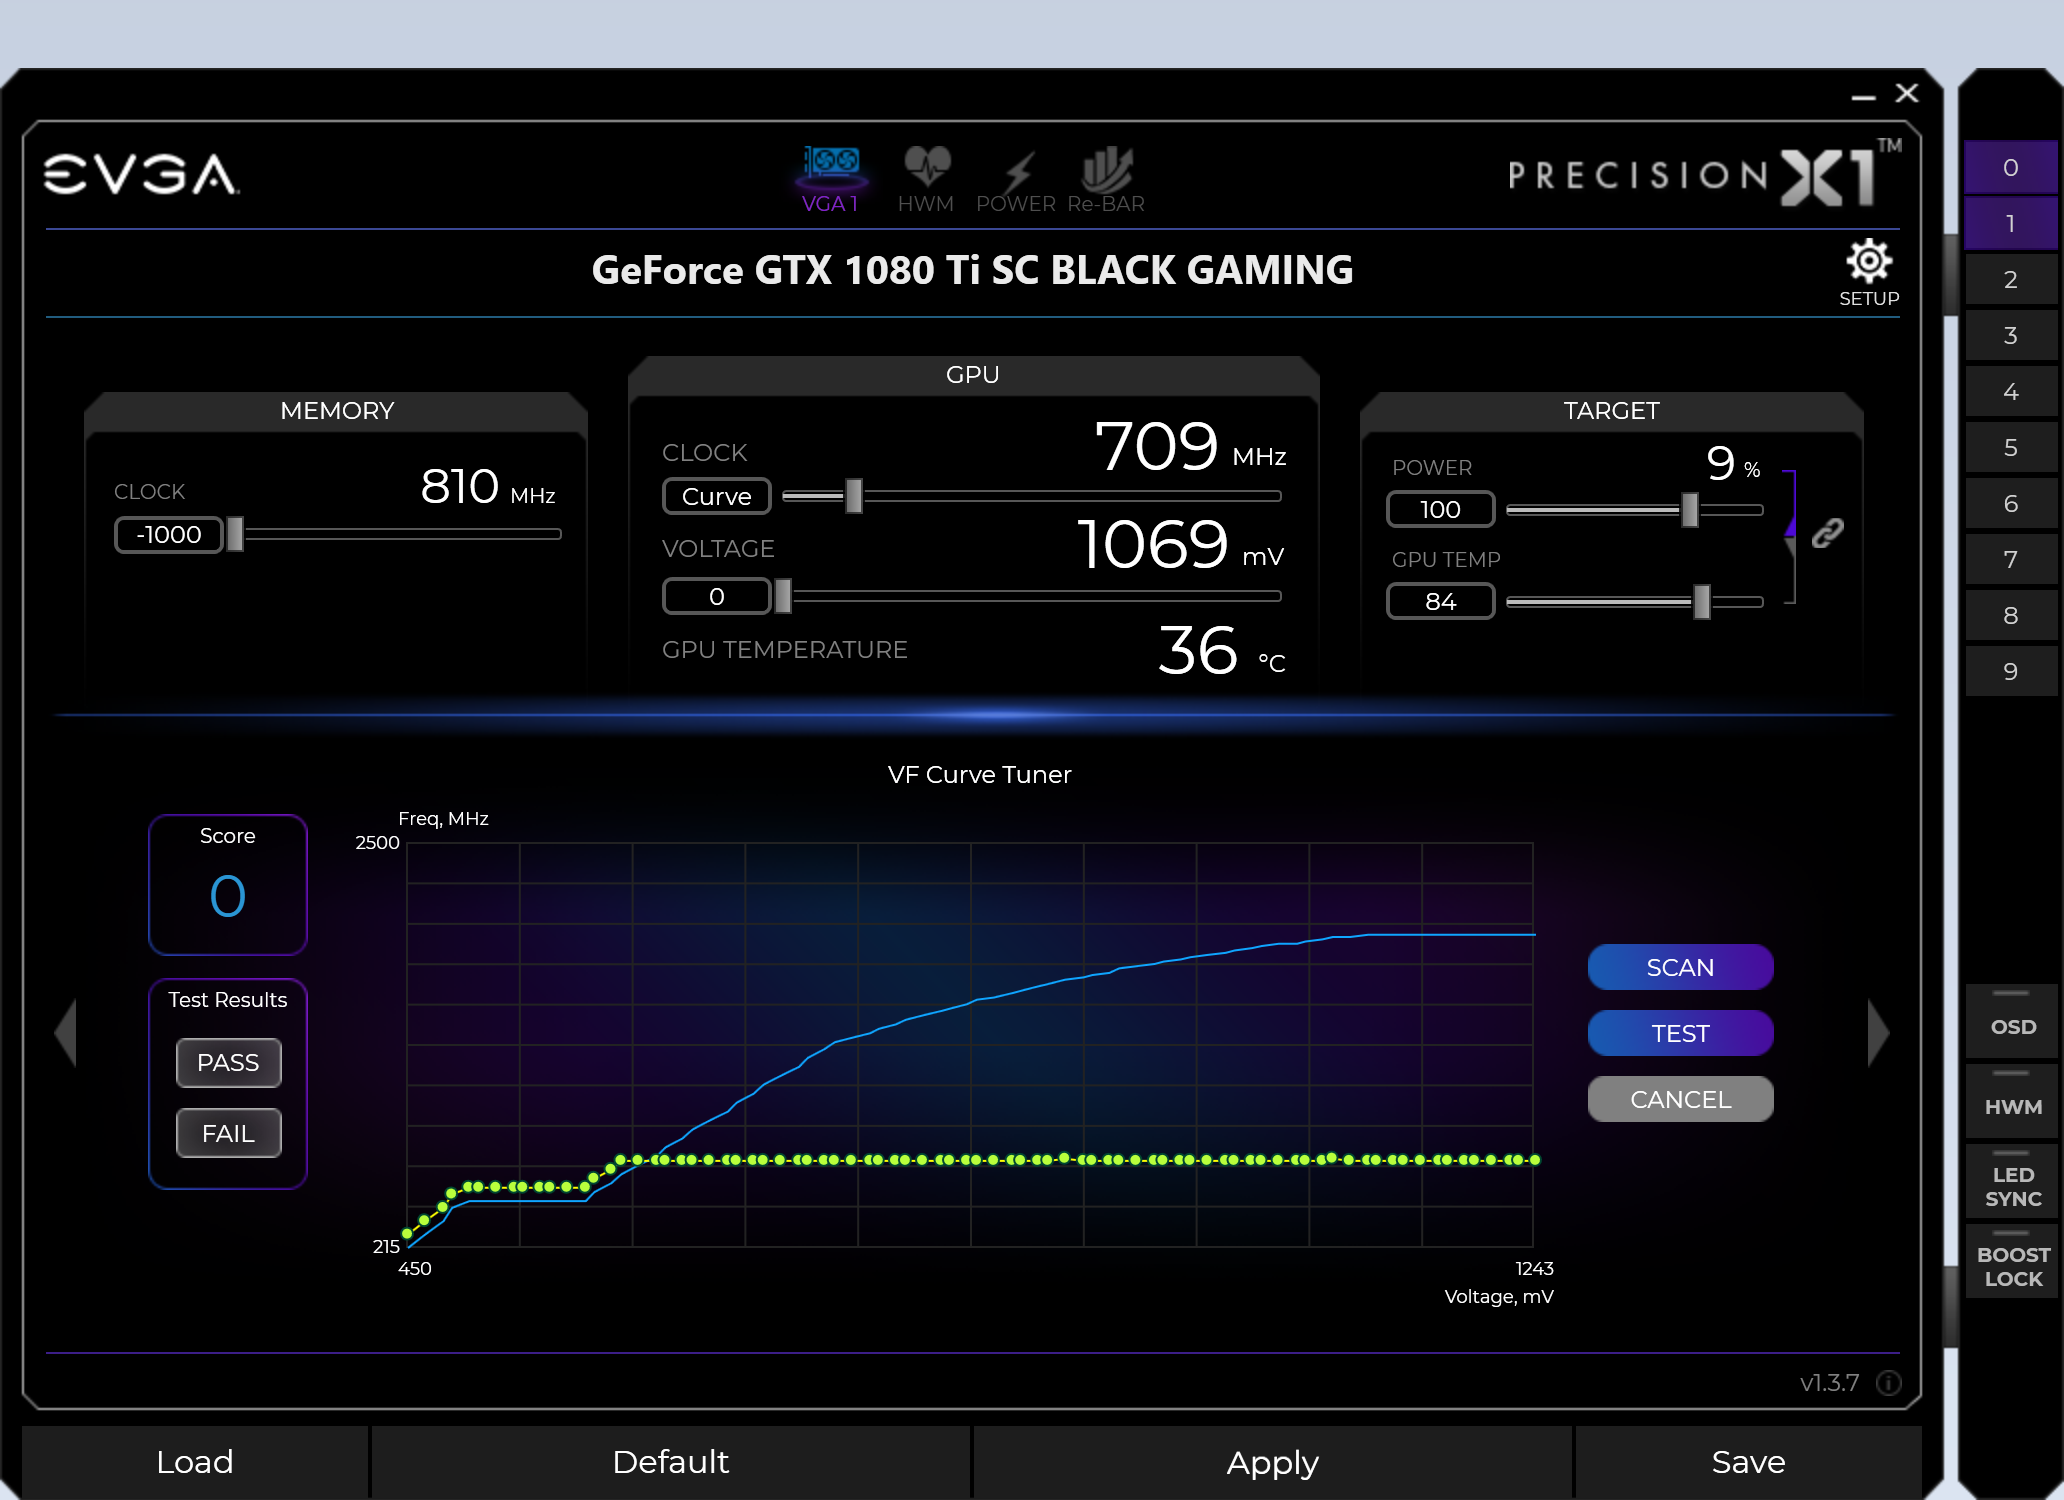 EVGA
VGA 1
HWM
POWER
Re-BAR
PRECISION X1™
GeForce GTX 1080 Ti SC BLACK GAMING
SETUP
MEMORY
CLOCK
810 MHz
-1000
GPU
CLOCK
709 MHz
Curve
VOLTAGE
1069 mV
0
GPU TEMPERATURE
36 °C
TARGET
POWER
9 %
100
GPU TEMP
84
VF Curve Tuner
Score
0
Test Results
PASS
FAIL
Freq, MHz
2500
215
450
1243
Voltage, mV
SCAN
TEST
CANCEL
v1.3.7
Load
Default
Apply
Save
0
1
2
3
4
5
6
7
8
9
OSD
HWM
LED
SYNC
BOOST
LOCK